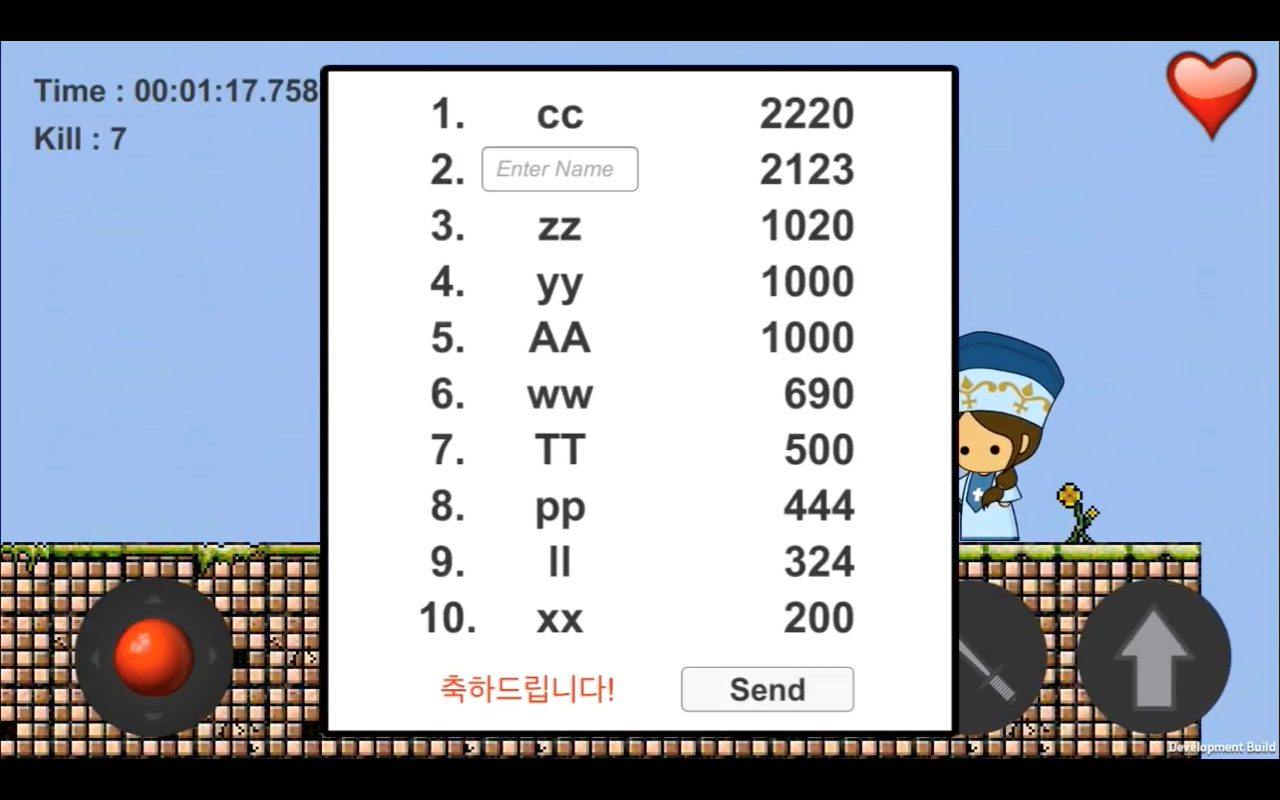 Time : 00:01:17.758
Kill : 7
1. cc 2220
2. Enter Name 2123
3. zz 1020
4. yy 1000
5. AA 1000
6. ww 690
7. TT 500
8. pp 444
9. ll 324
10. xx 200
축하드립니다! Send
Development Build